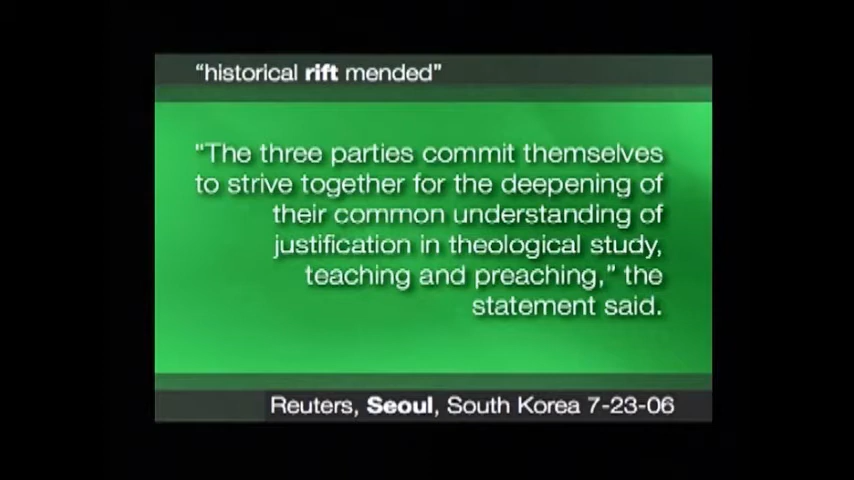 “historical rift mended”
"The three parties commit themselves
to strive together for the deepening of
their common understanding of
justification in theological study,
teaching and preaching,” the
statement said.
Reuters, Seoul, South Korea 7-23-06